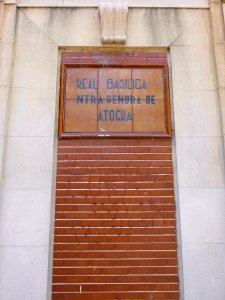 REAL BASILICA
NTRA SEÑORA DE
ATOCHA